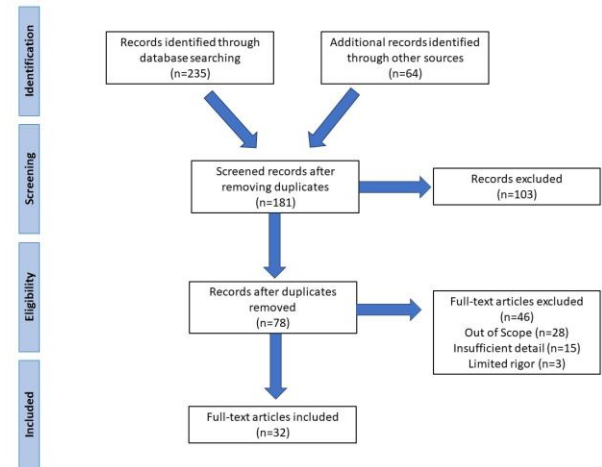 Identification
Records identified through
database searching
(n=235)
Additional records identified
through other sources
(n=64)
Screening
Screened records after
removing duplicates
(n=181)
Records excluded
(n=103)
Eligibility
Records after duplicates
removed
(n=78)
Full-text articles excluded
(n=46)
Out of Scope (n=28)
Insufficient detail (n=15)
Limited rigor (n=3)
Included
Full-text articles included
(n=32)